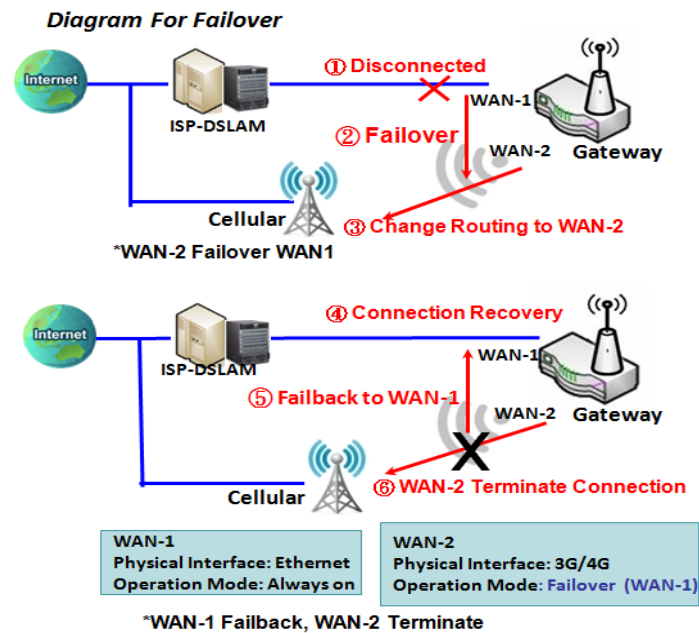 Diagram For Failover
Internet
ISP-DSLAM
① Disconnected
WAN-1
② Failover
WAN-2
Gateway
Cellular
③ Change Routing to WAN-2
*WAN-2 Failover WAN1
Internet
ISP-DSLAM
④ Connection Recovery
WAN-1
⑤ Failback to WAN-1
WAN-2
Gateway
Cellular
⑥ WAN-2 Terminate Connection
WAN-1
Physical Interface: Ethernet
Operation Mode: Always on
WAN-2
Physical Interface: 3G/4G
Operation Mode: Failover (WAN-1)
*WAN-1 Failback, WAN-2 Terminate